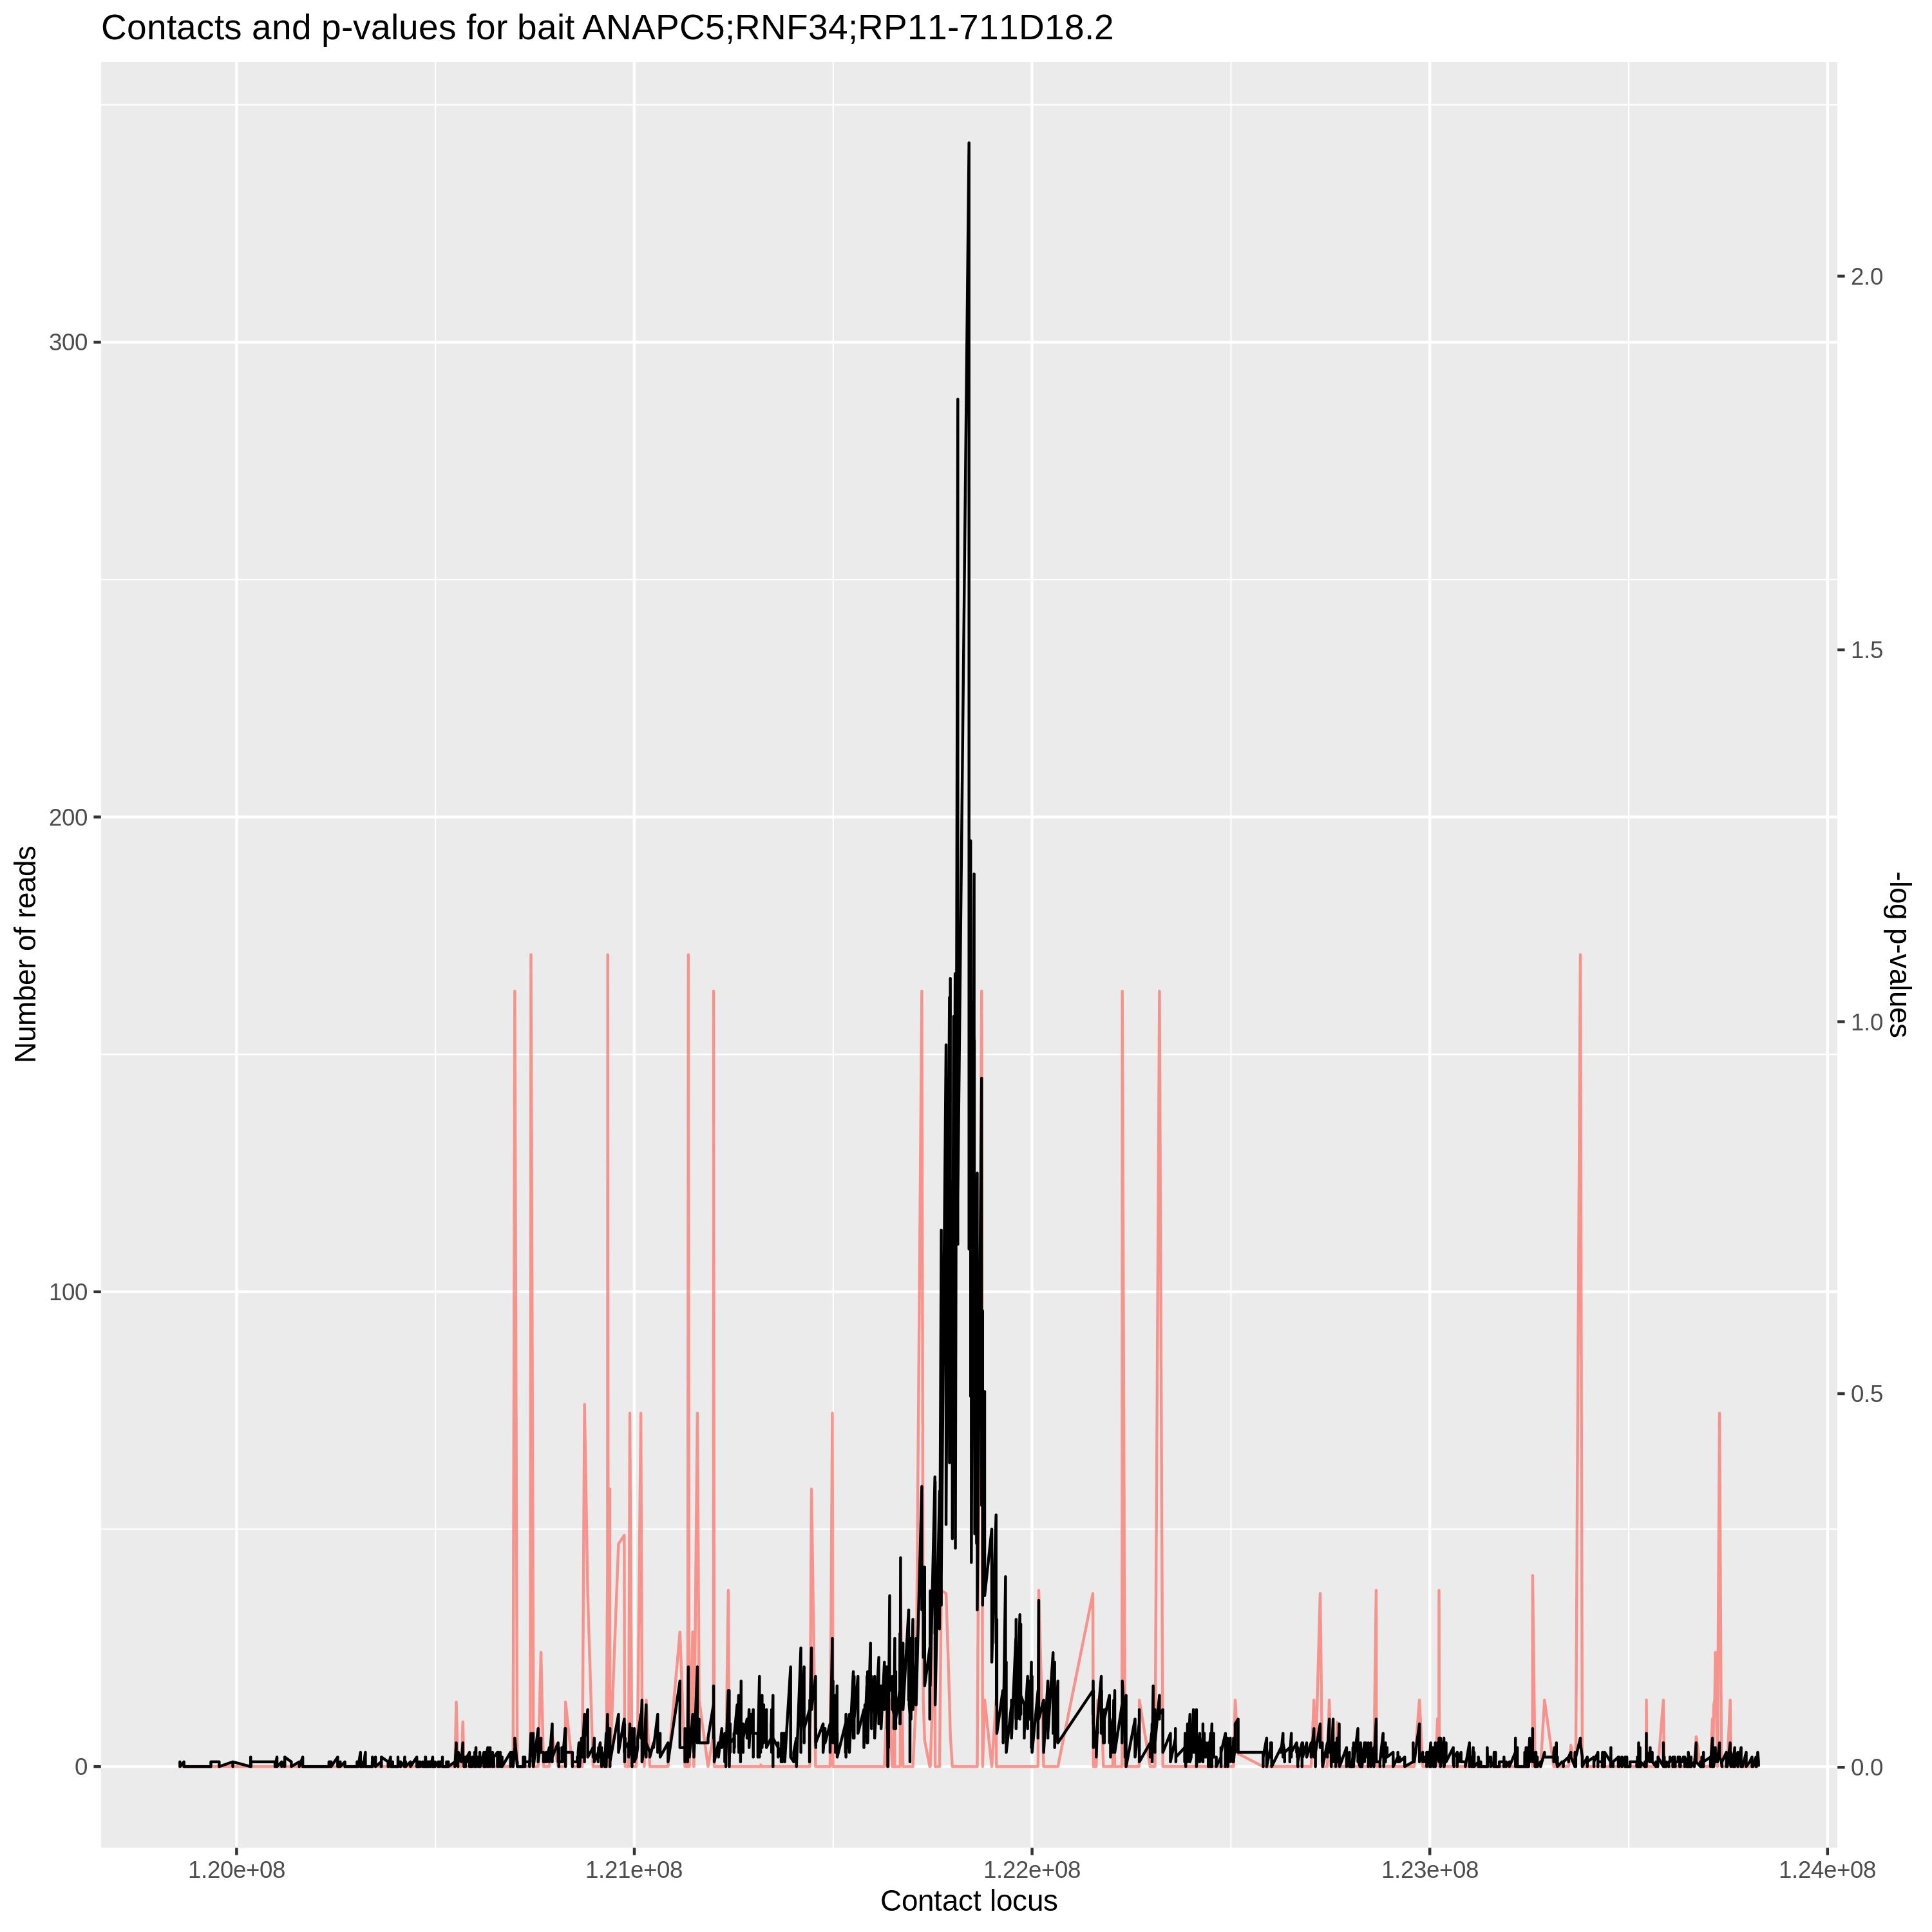 Contacts and p-values for bait ANAPC5;RNF34;RP11-711D18.2
Number of reads
300
200
100
0
2.0
1.5
1.0
0.5
0.0
-log p-values
1.20e+08
1.21e+08
1.22e+08
1.23e+08
1.24e+08
Contact locus